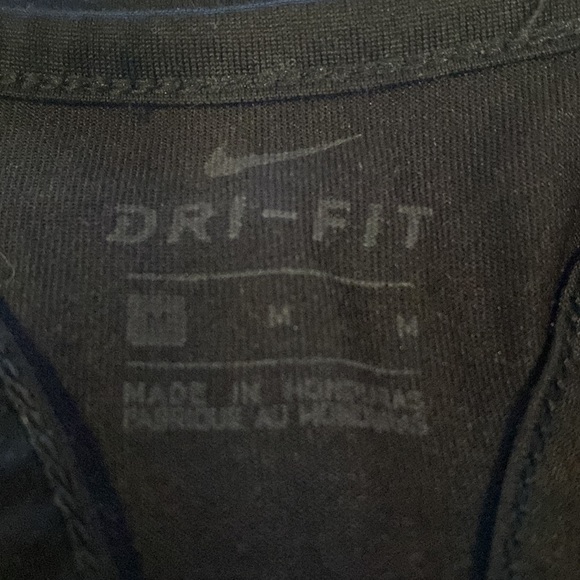 DRI-FIT
M M M
MADE IN HONDURAS
FABRIQUE AU HONDURAS